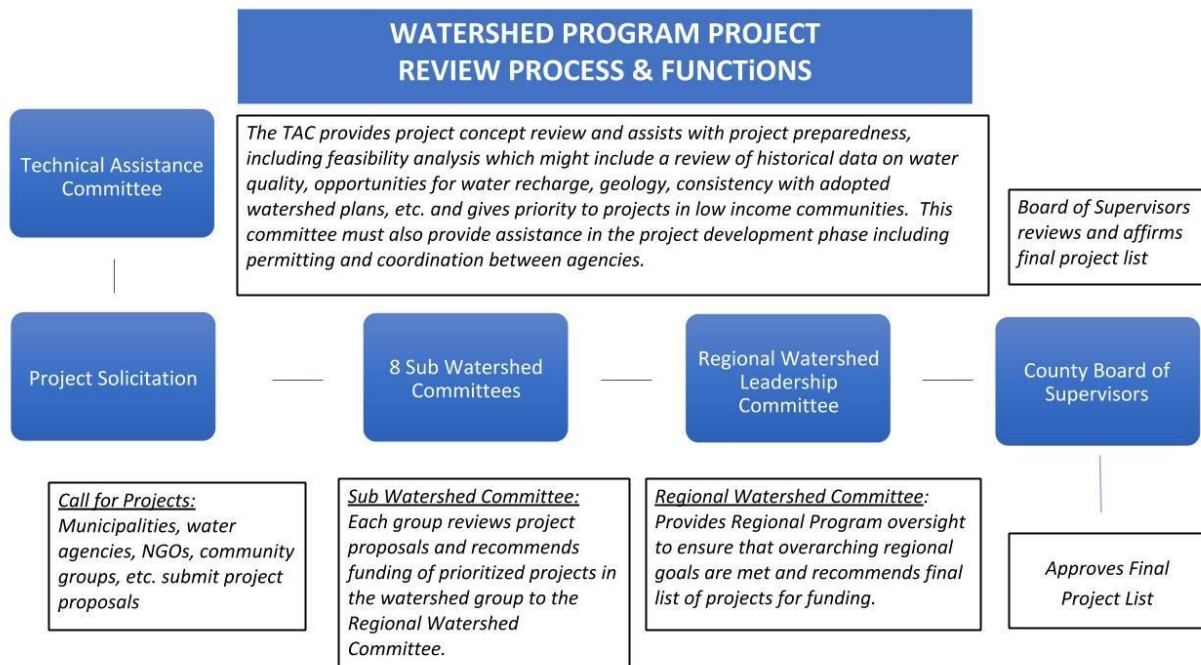 WATERSHED PROGRAM PROJECT
REVIEW PROCESS & FUNCTiONS
Technical Assistance
Committee
The TAC provides project concept review and assists with project preparedness,
including feasibility analysis which might include a review of historical data on water
quality, opportunities for water recharge, geology, consistency with adopted
watershed plans, etc. and gives priority to projects in low income communities.  This
committee must also provide assistance in the project development phase including
permitting and coordination between agencies.
Board of Supervisors
reviews and affirms
final project list
Project Solicitation
8 Sub Watershed
Committees
Regional Watershed
Leadership
Committee
County Board of
Supervisors
Call for Projects:
Municipalities, water
agencies, NGOs, community
groups, etc. submit project
proposals
Sub Watershed Committee:
Each group reviews project
proposals and recommends
funding of prioritized projects in
the watershed group to the
Regional Watershed
Committee.
Regional Watershed Committee:
Provides Regional Program oversight
to ensure that overarching regional
goals are met and recommends final
list of projects for funding.
Approves Final
Project List